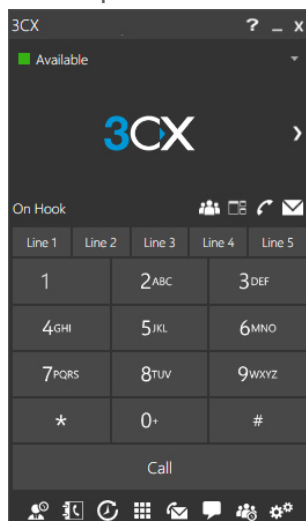 3CX ? _ x
Available
3CX
On Hook
Line 1 Line 2 Line 3 Line 4 Line 5
1 2ABC 3DEF
4GHI 5JKL 6MNO
7PQRS 8TUV 9WXYZ
* 0+ #
Call